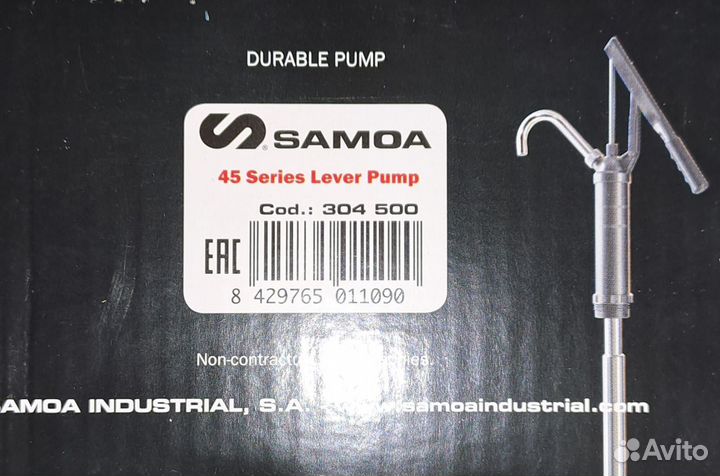 DURABLE PUMP
SAMOA
45 Series Lever Pump
Cod.: 304 500
EAC
8 429765 011090
SAMOA INDUSTRIAL, S.A.
samoaindustrial.com
Avito